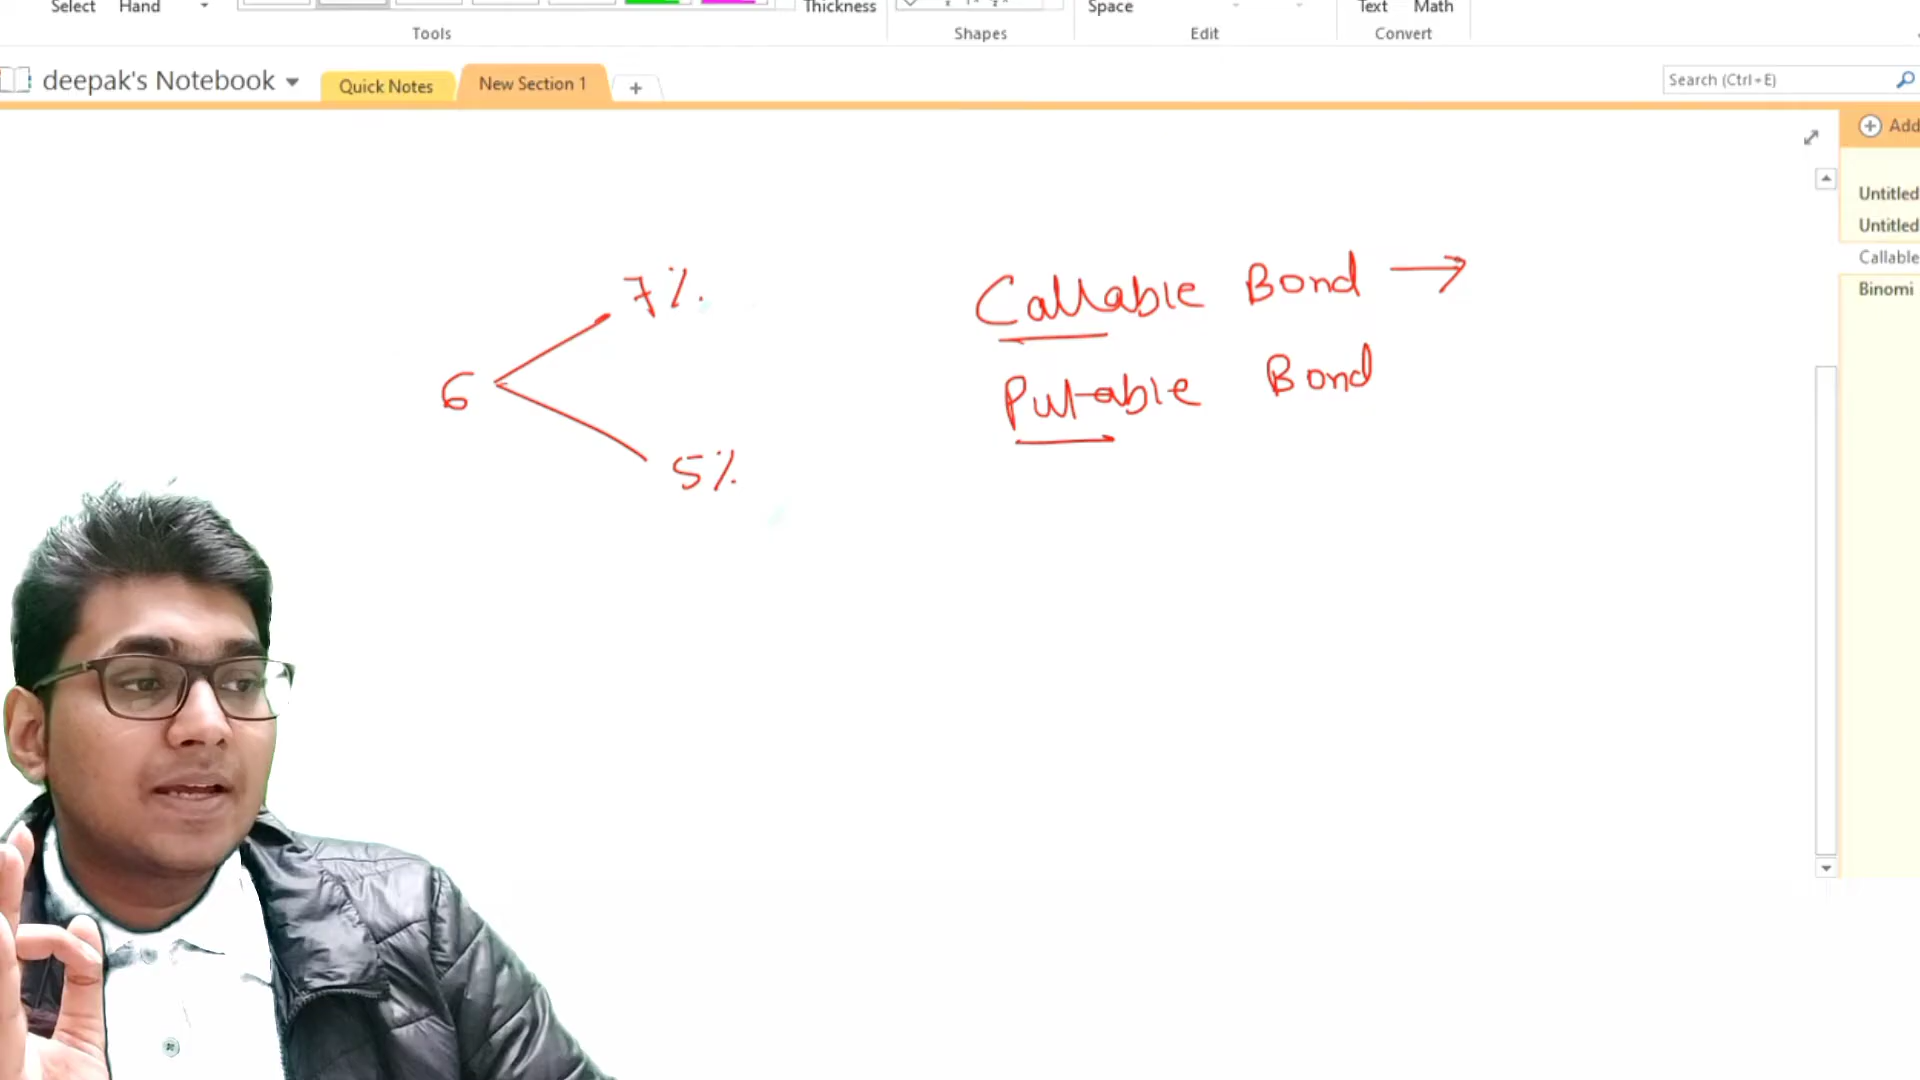 Select Hand
Thickness
Space
Text Math
Tools
Shapes
Edit
Convert
deepak's Notebook
Quick Notes
New Section 1
+
Search (Ctrl+E)
Add
Untitled
Untitled
Callable
Binomi
7%
6
5%
Callable Bond →
Putable Bond